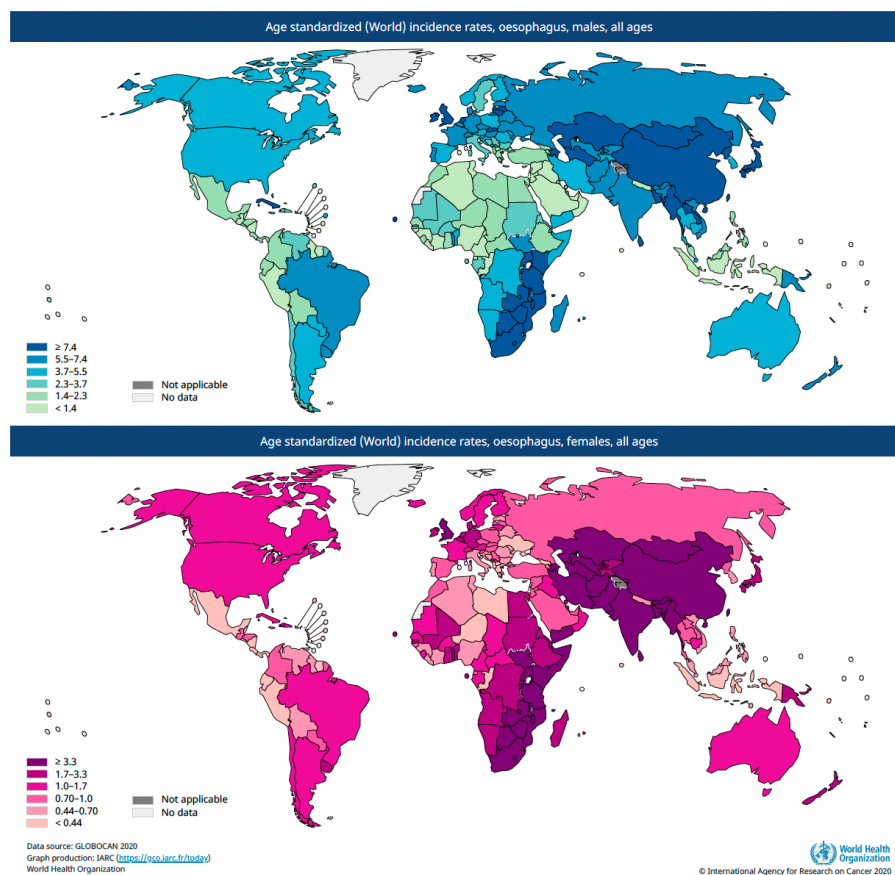 Age standardized (World) incidence rates, oesophagus, males, all ages
≥ 7.4
5.5–7.4
3.7–5.5
2.3–3.7
1.4–2.3
< 1.4
Not applicable
No data
Age standardized (World) incidence rates, oesophagus, females, all ages
≥ 3.3
1.7–3.3
1.0–1.7
0.70–1.0
0.44–0.70
< 0.44
Not applicable
No data
Data source: GLOBOCAN 2020
Graph production: IARC (https://gco.iarc.fr/today)
World Health Organization
World Health
Organization
© International Agency for Research on Cancer 2020